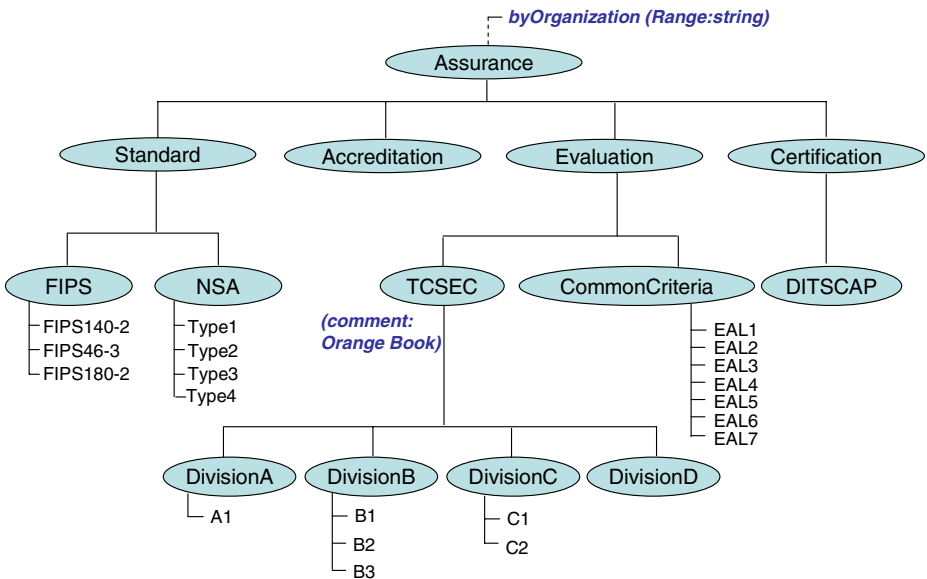 byOrganization (Range:string)
Assurance
Standard
Accreditation
Evaluation
Certification
FIPS
NSA
TCSEC
CommonCriteria
DITSCAP
(comment:
Orange Book)
FIPS140-2
FIPS46-3
FIPS180-2
Type1
Type2
Type3
Type4
EAL1
EAL2
EAL3
EAL4
EAL5
EAL6
EAL7
DivisionA
DivisionB
DivisionC
DivisionD
A1
B1
B2
B3
C1
C2